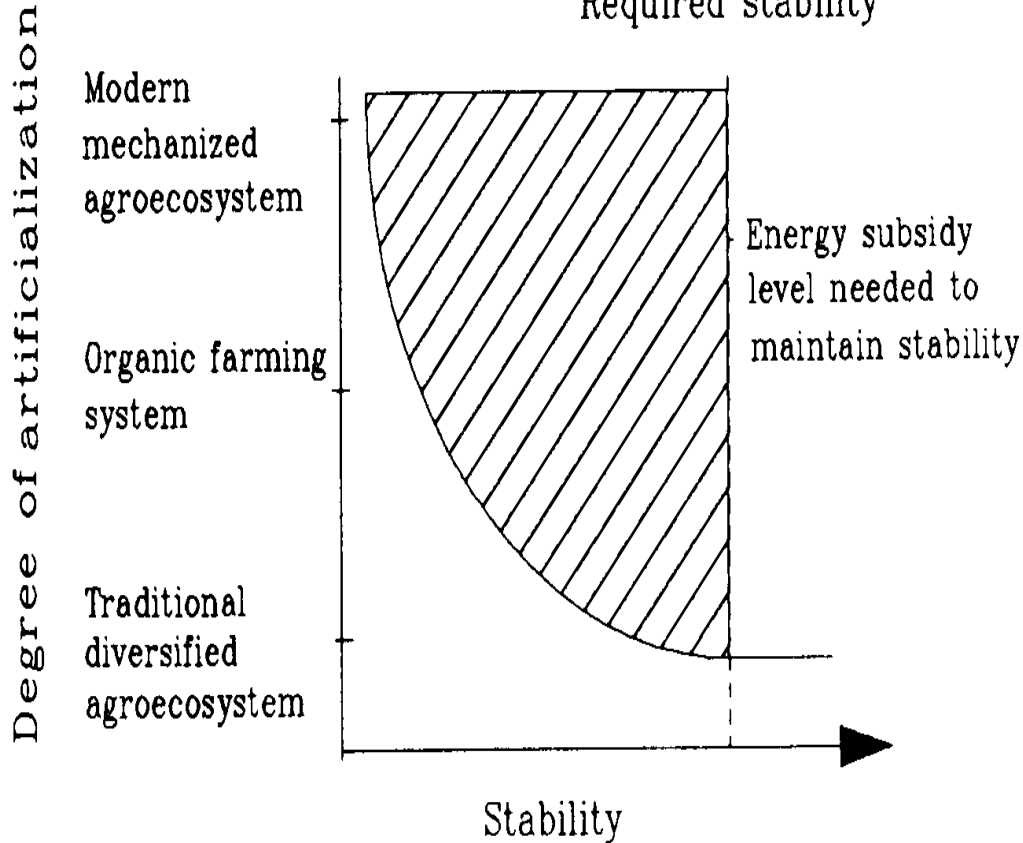 Required stability
Degree of artificialization
Modern
mechanized
agroecosystem
Energy subsidy
level needed to
maintain stability
Organic farming
system
Traditional
diversified
agroecosystem
Stability